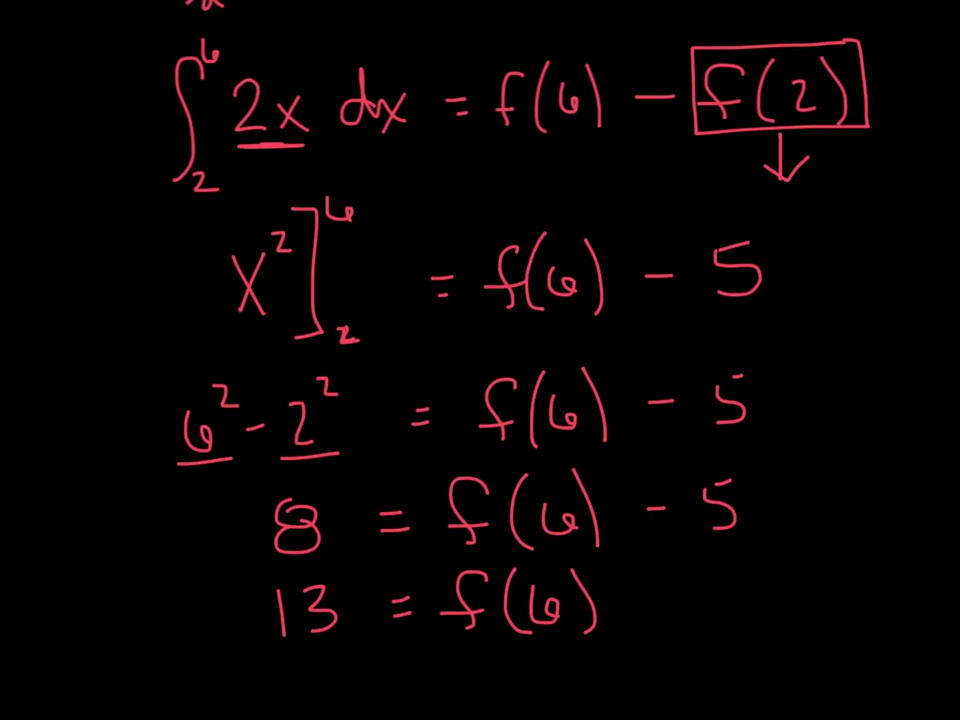 ∫₂⁶ 2x dx = f(6) - f(2)
x²]₂⁶ = f(6) - 5
6² - 2² = f(6) - 5
8 = f(6) - 5
13 = f(6)